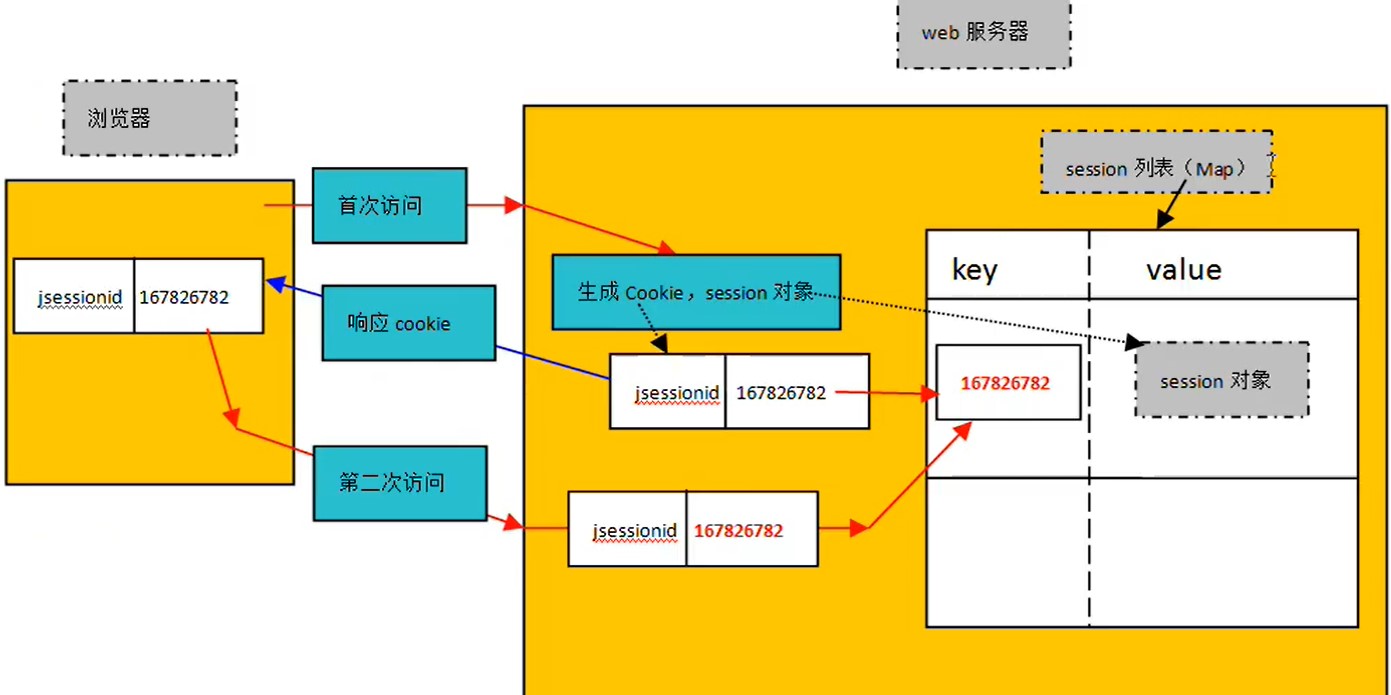 web 服务器
浏览器
session 列表（Map）
首次访问
key
value
jsessionid
167826782
生成 Cookie，session 对象
响应 cookie
jsessionid
167826782
167826782
session 对象
第二次访问
jsessionid
167826782